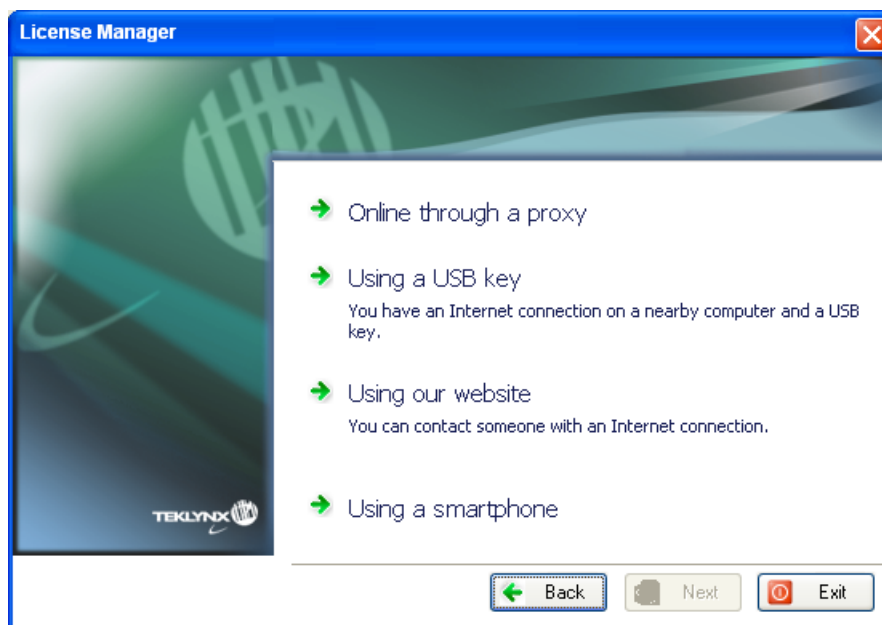 License Manager
Online through a proxy
Using a USB key
You have an Internet connection on a nearby computer and a USB
key.
Using our website
You can contact someone with an Internet connection.
TEKLYNX
Using a smartphone
Back
Next
Exit